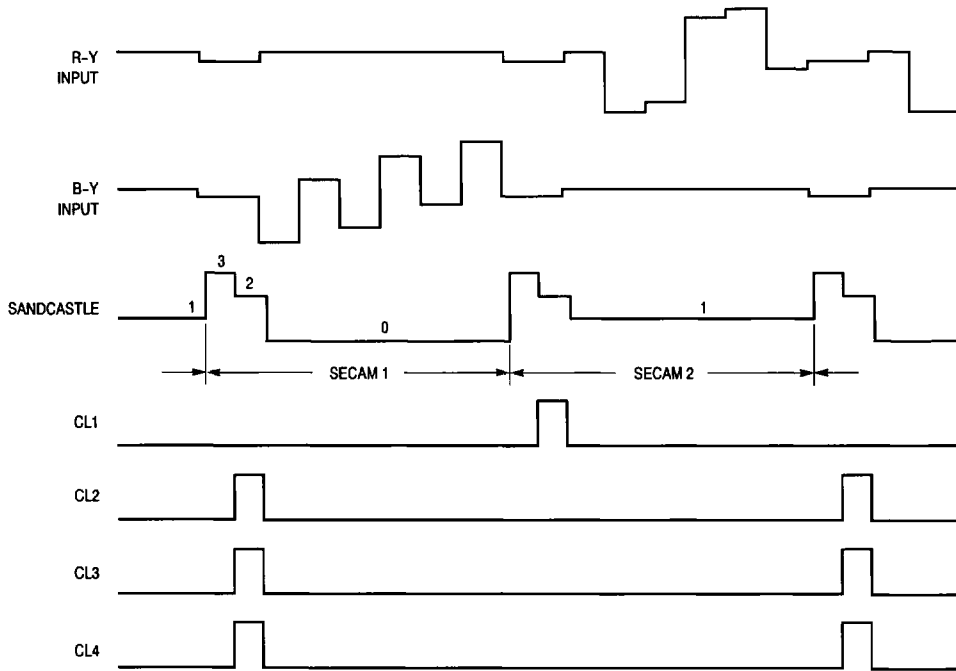 R–Y
INPUT
B–Y
INPUT
3
2
SANDCASTLE
1
0
1
SECAM 1
SECAM 2
CL1
CL2
CL3
CL4